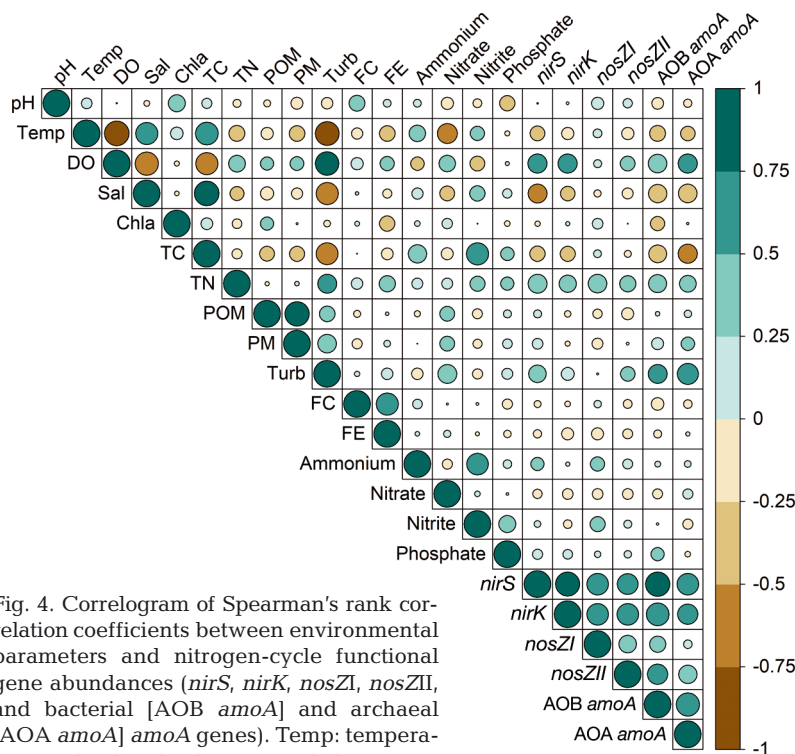 pH Temp DO Sal Chla TC TN POM PM Turb FC FE Ammonium Nitrate Nitrite Phosphate nirS nirK nosZI nosZII AOB amoA AOA amoA
pH
Temp
DO
Sal
Chla
TC
TN
POM
PM
Turb
FC
FE
Ammonium
Nitrate
Nitrite
Phosphate
nirS
nirK
nosZI
nosZII
AOB amoA
AOA amoA
1
0.75
0.5
0.25
0
-0.25
-0.5
-0.75
-1
Fig. 4. Correlogram of Spearman's rank cor-
relation coefficients between environmental
parameters and nitrogen-cycle functional
gene abundances (nirS, nirK, nosZI, nosZII,
and bacterial [AOB amoA] and archaeal
[AOA amoA] amoA genes). Temp: tempera-